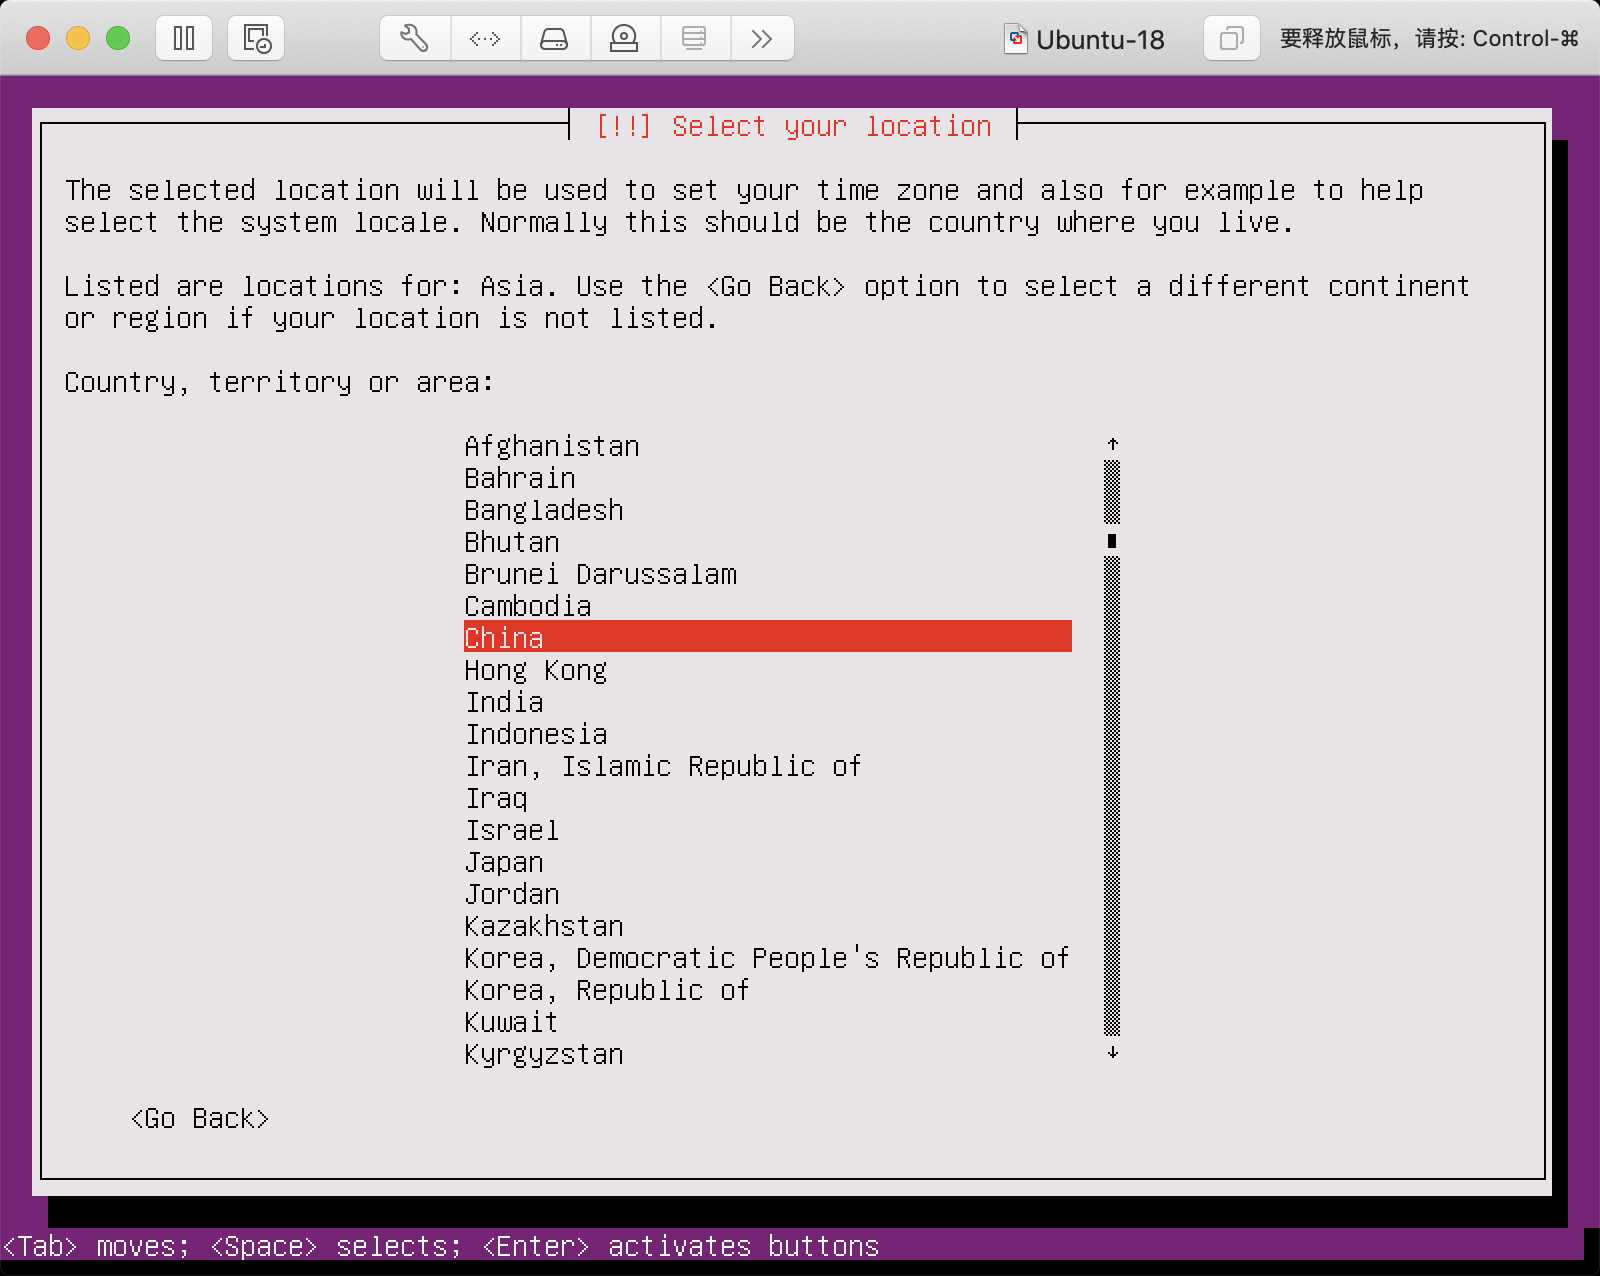 Ubuntu-18
要释放鼠标，请按: Control-⌘
[!!] Select your location
The selected location will be used to set your time zone and also for example to help
select the system locale. Normally this should be the country where you live.
Listed are locations for: Asia. Use the <Go Back> option to select a different continent
or region if your location is not listed.
Country, territory or area:
Afghanistan
Bahrain
Bangladesh
Bhutan
Brunei Darussalam
Cambodia
China
Hong Kong
India
Indonesia
Iran, Islamic Republic of
Iraq
Israel
Japan
Jordan
Kazakhstan
Korea, Democratic People's Republic of
Korea, Republic of
Kuwait
Kyrgyzstan
<Go Back>
<Tab> moves; <Space> selects; <Enter> activates buttons